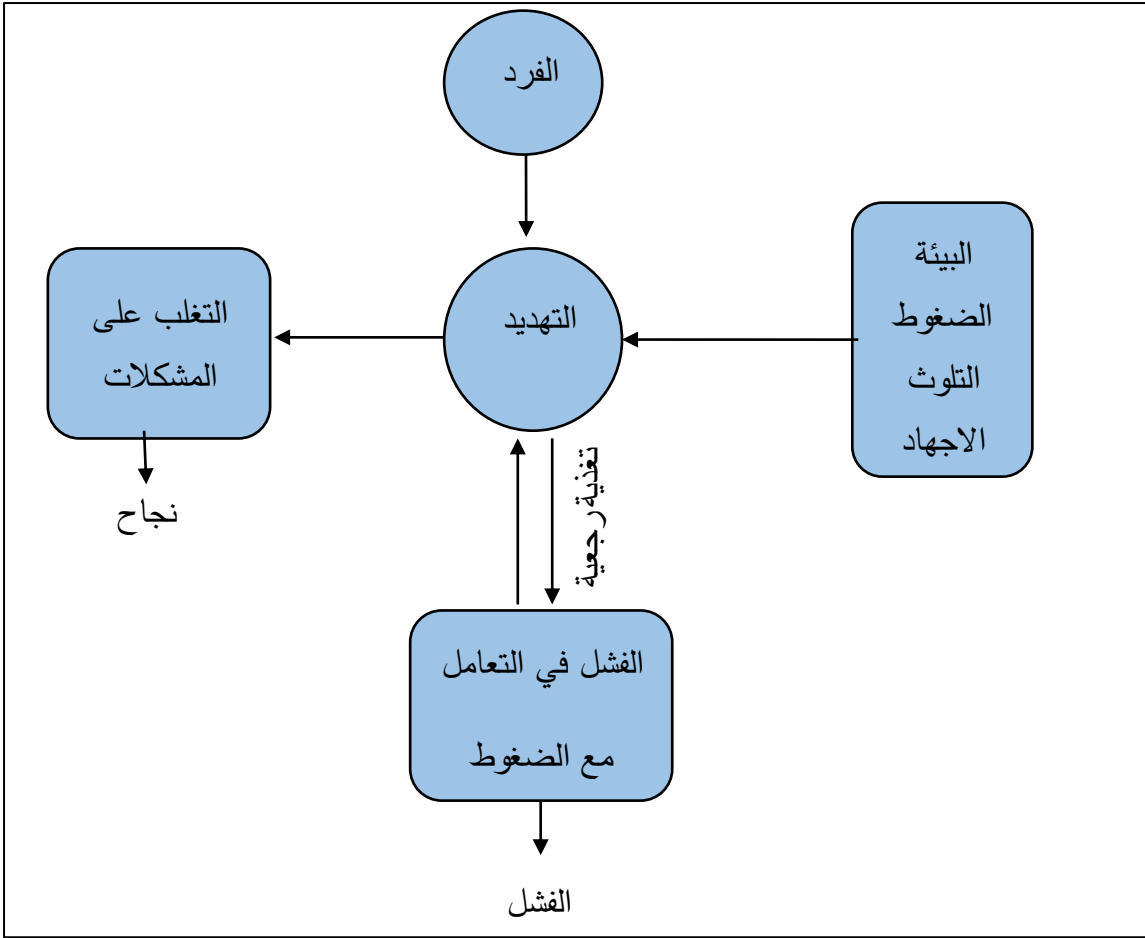 الفرد
البيئة
الضغوط
التلوث
الاجهاد
التهديد
التغلب على
المشكلات
نجاح
تغذية رجعية
الفشل في التعامل
مع الضغوط
الفشل